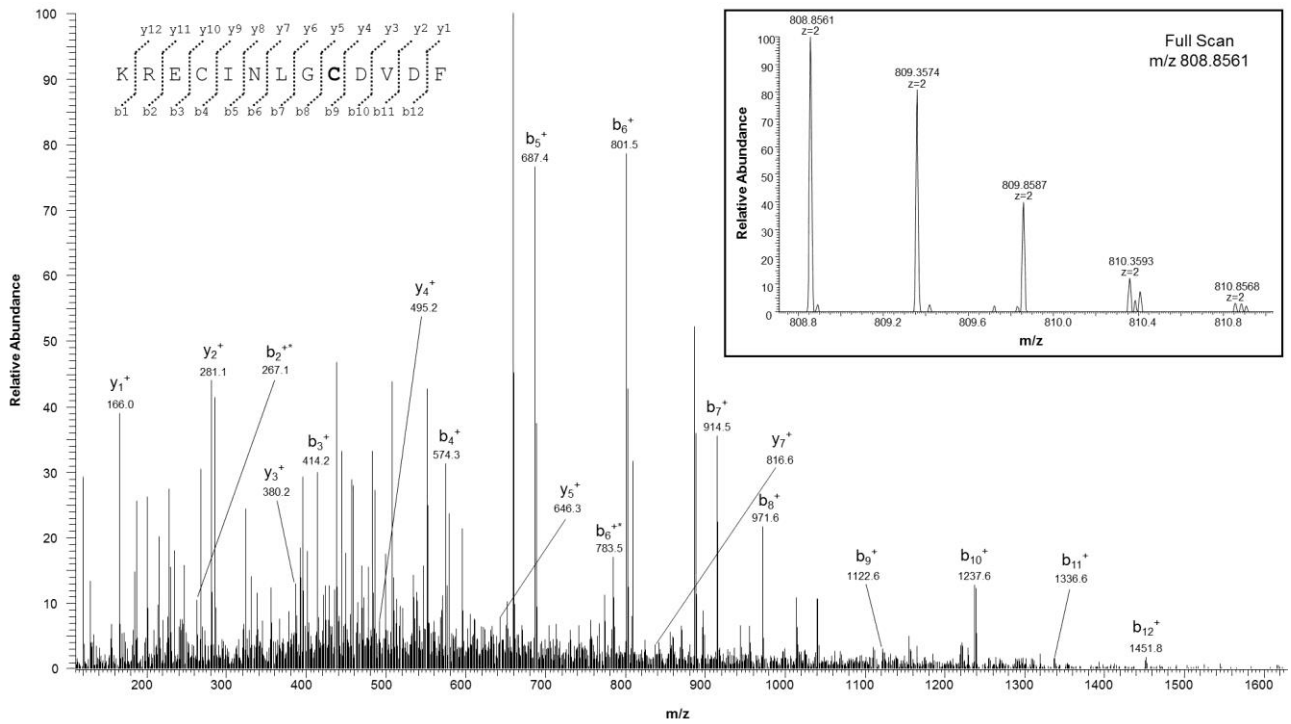 y12 y11 y10 y9 y8 y7 y6 y5 y4 y3 y2 y1
K R E C I N L G C D V D F
b1 b2 b3 b4 b5 b6 b7 b8 b9 b10 b11 b12
Relative Abundance
100
90
80
70
60
50
40
30
20
10
0
y₁⁺
166.0
y₂⁺
281.1
b₂⁺*
267.1
y₃⁺
380.2
b₃⁺
414.2
y₄⁺
495.2
b₄⁺
574.3
y₅⁺
646.3
b₅⁺
687.4
b₆⁺*
783.5
b₆⁺
801.5
b₇⁺
914.5
y₇⁺
816.6
b₈⁺
971.6
b₉⁺
1122.6
b₁₀⁺
1237.6
b₁₁⁺
1336.6
b₁₂⁺
1451.8
200 300 400 500 600 700 800 900 1000 1100 1200 1300 1400 1500 1600
m/z
Full Scan
m/z 808.8561
Relative Abundance
100
90
80
70
60
50
40
30
20
10
0
808.8561
z=2
809.3574
z=2
809.8587
z=2
810.3593
z=2
810.8568
z=2
808.8 809.2 809.6 810.0 810.4 810.8
m/z